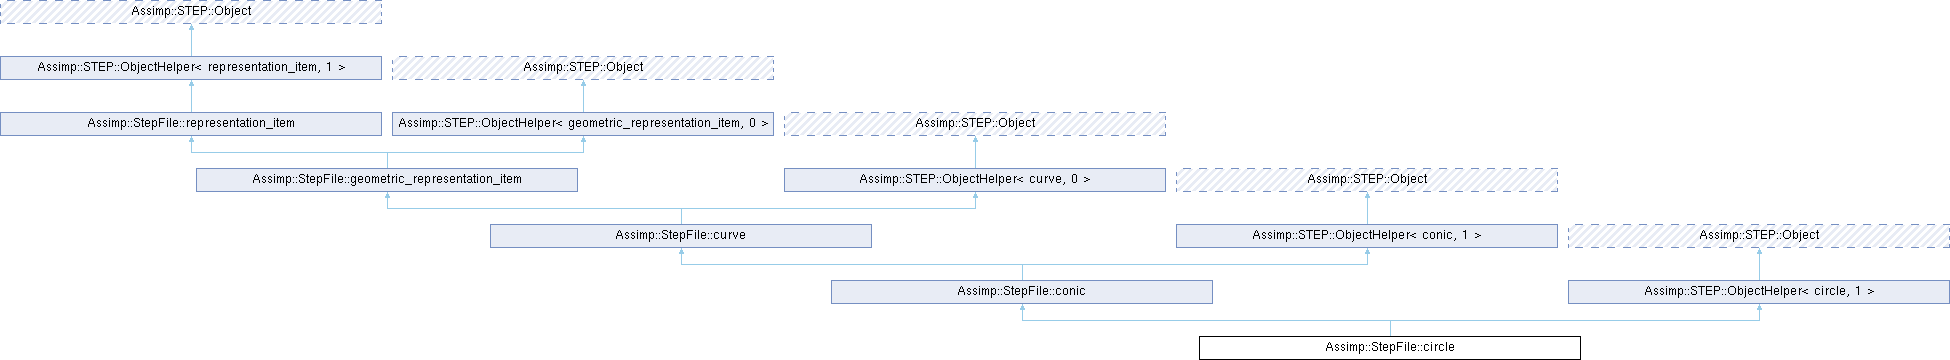 Assimp::STEP::Object
Assimp::STEP::ObjectHelper< representation_item, 1 >
Assimp::STEP::Object
Assimp::StepFile::representation_item
Assimp::STEP::ObjectHelper< geometric_representation_item, 0 >
Assimp::STEP::Object
Assimp::StepFile::geometric_representation_item
Assimp::STEP::ObjectHelper< curve, 0 >
Assimp::STEP::Object
Assimp::StepFile::curve
Assimp::STEP::ObjectHelper< conic, 1 >
Assimp::STEP::Object
Assimp::StepFile::conic
Assimp::STEP::ObjectHelper< circle, 1 >
Assimp::StepFile::circle